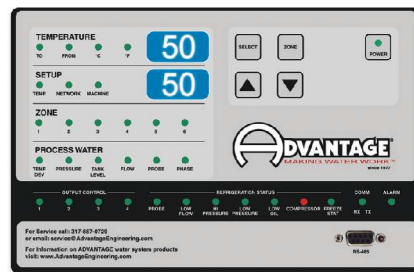 TEMPERATURE
50
TO FROM °C °F
SETUP
50
TEMP NETWORK MACHINE
ZONE
1 2 3 4 5 6
PROCESS WATER
TEMP DEV PRESSURE TANK LEVEL FLOW PROBE PHASE
SELECT ZONE POWER
ADVANTAGE
MAKING WATER WORK
since 1977
OUTPUT CONTROL REFRIGERATION STATUS COMM ALARM
1 2 3 4 PROBE LOW FLOW HI PRESSURE LOW PRESSURE LOW OIL COMPRESSOR FREEZE STAT RX TX
For Service call: 317-887-0729
or email: service@AdvantageEngineering.com
For information on ADVANTAGE water system products
visit: www.AdvantageEngineering.com
RS-485